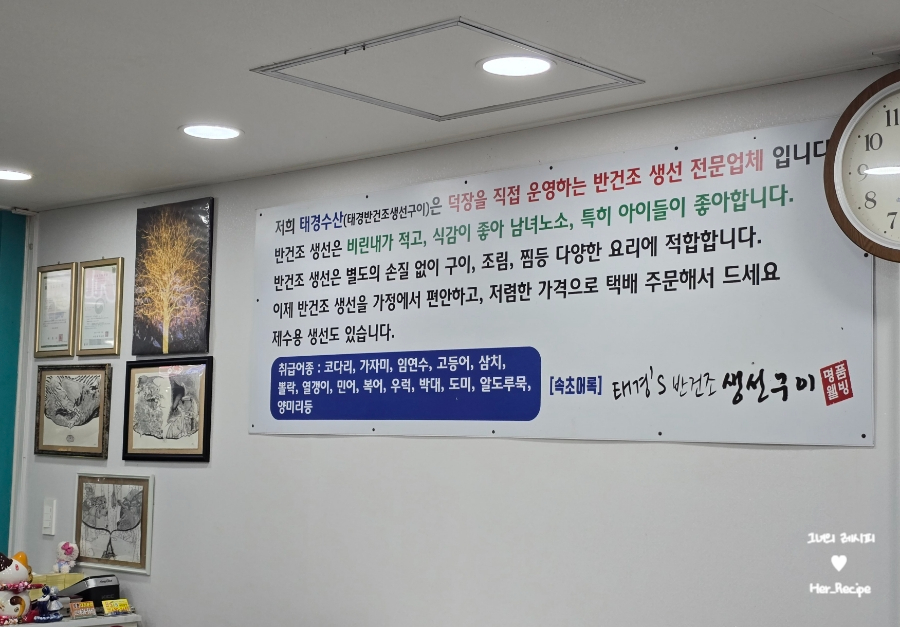 저희 태경수산(태경반건조생선구이)은 덕장을 직접 운영하는 반건조 생선 전문업체 입니다
반건조 생선은 비린내가 적고, 식감이 좋아 남녀노소, 특히 아이들이 좋아합니다.
반건조 생선은 별도의 손질 없이 구이, 조림, 찜등 다양한 요리에 적합합니다.
이제 반건조 생선을 가정에서 편안하고, 저렴한 가격으로 택배 주문해서 드세요
제수용 생선도 있습니다.
취급어종 : 코다리, 가자미, 임연수, 고등어, 삼치,
뽈락, 열갱이, 민어, 복어, 우럭, 박대, 도미, 알도루묵,
양미리등
[속초어록] 태경's 반건조 생선구이 명품
웰빙
11
10
9
8
7
그녀의 레시피
Her_Recipe